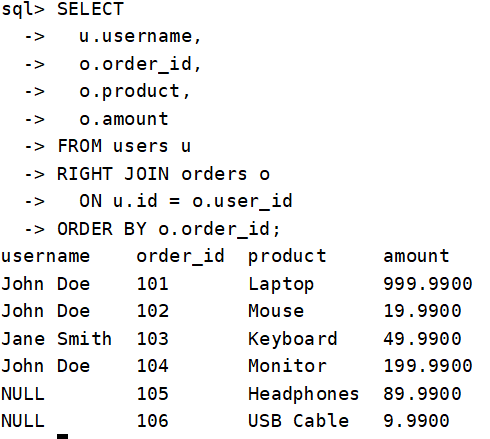 sql> SELECT
  ->   u.username,
  ->   o.order_id,
  ->   o.product,
  ->   o.amount
  -> FROM users u
  -> RIGHT JOIN orders o
  ->   ON u.id = o.user_id
  -> ORDER BY o.order_id;
username    order_id  product     amount
John Doe    101       Laptop      999.9900
John Doe    102       Mouse       19.9900
Jane Smith  103       Keyboard    49.9900
John Doe    104       Monitor     199.9900
NULL        105       Headphones  89.9900
NULL        106       USB Cable   9.9900